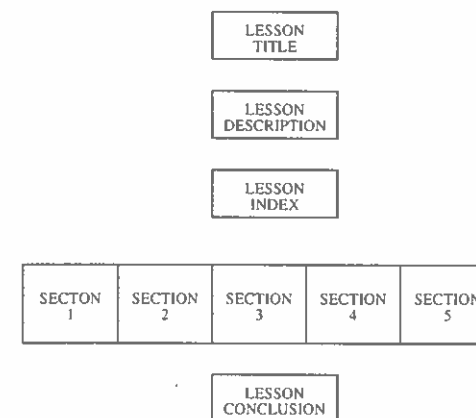 LESSON
TITLE
LESSON
DESCRIPTION
LESSON
INDEX
SECTON
1
SECTION
2
SECTION
3
SECTION
4
SECTION
5
LESSON
CONCLUSION